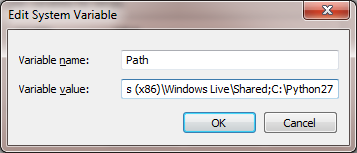 Edit System Variable
Variable name: Path
Variable value: s (x86)\Windows Live\Shared;C:\Python27
OK Cancel